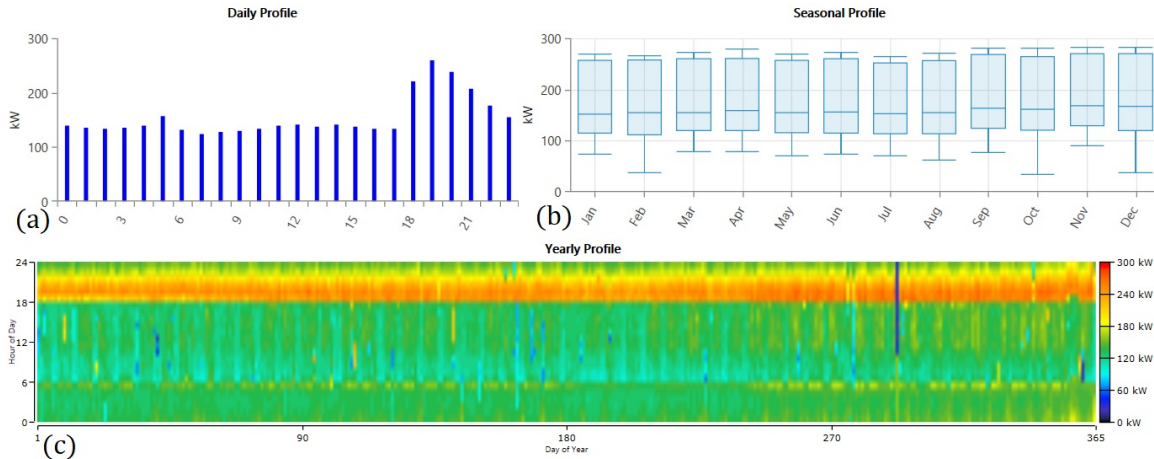 Daily Profile
300
200
100
0
kW
0
3
6
9
12
15
18
21
(a)
Seasonal Profile
300
200
100
0
kW
Jan
Feb
Mar
Apr
May
Jun
Jul
Aug
Sep
Oct
Nov
Dec
(b)
Yearly Profile
24
18
12
6
0
Hour of Day
1
90
180
270
365
Day of Year
300 kW
240 kW
180 kW
120 kW
60 kW
0 kW
(c)